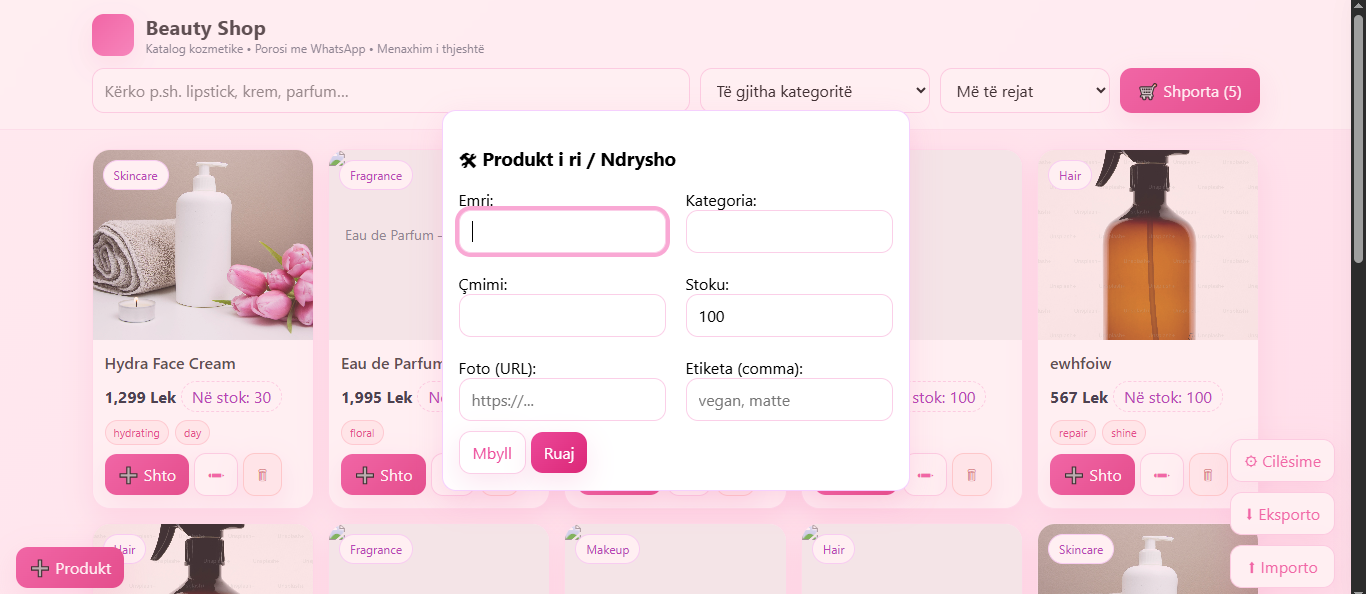 Beauty Shop
Katalog kozmetike • Porosi me WhatsApp • Menaxhim i thjeshtë
Kërko p.sh. lipstick, krem, parfum...
Të gjitha kategoritë
Më të rejat
🛒 Shporta (5)
🛠 Produkt i ri / Ndrysho
Emri:
Kategoria:
Çmimi:
Stoku:
100
Foto (URL):
Etiketa (comma):
https://...
vegan, matte
Mbyll
Ruaj
Skincare
Hydra Face Cream
1,299 Lek
Në stok: 30
hydrating
day
➕ Shto
Fragrance
Eau de Parfum -
Eau de Parfum
1,995 Lek
floral
➕ Shto
stok: 100
Hair
ewhfoiw
567 Lek
Në stok: 100
repair
shine
➕ Shto
Hair
Fragrance
Makeup
Hair
Skincare
➕ Produkt
⚙ Cilësime
⬇ Eksporto
⬆ Importo